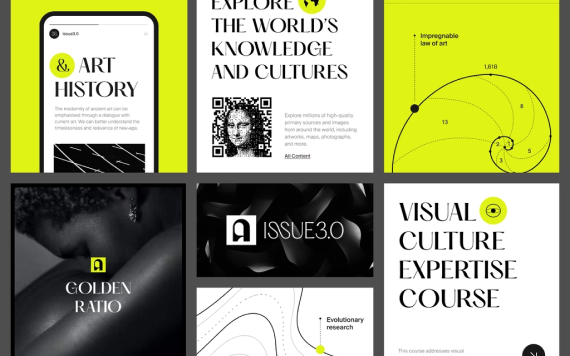 Issue3.0
& ART
HISTORY
The modernity of ancient art can be
emphasised through a dialogue with
current art. We can better understand the
timelessness and relevance of new-age.
EXPLORE
THE WORLD'S
KNOWLEDGE
AND CULTURES
Explore millions of high-quality
primary sources and images
from around the world, including
artworks, maps, photographs,
and more.
All Content
Impregnable
law of art
1,618
8
13
5
3
2
1
GOLDEN
RATIO
ISSUE3.0
Evolutionary
research
VISUAL
CULTURE
EXPERTISE
COURSE
This course addresses visual